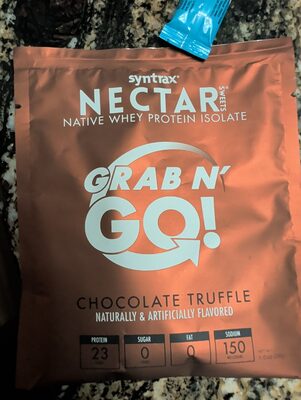 syntrax®
NECTAR SWEETS
NATIVE WHEY PROTEIN ISOLATE
GRAB N'
GO!
CHOCOLATE TRUFFLE
NATURALLY & ARTIFICIALLY FLAVORED
PROTEIN SUGAR FAT SODIUM
23 0 0 150